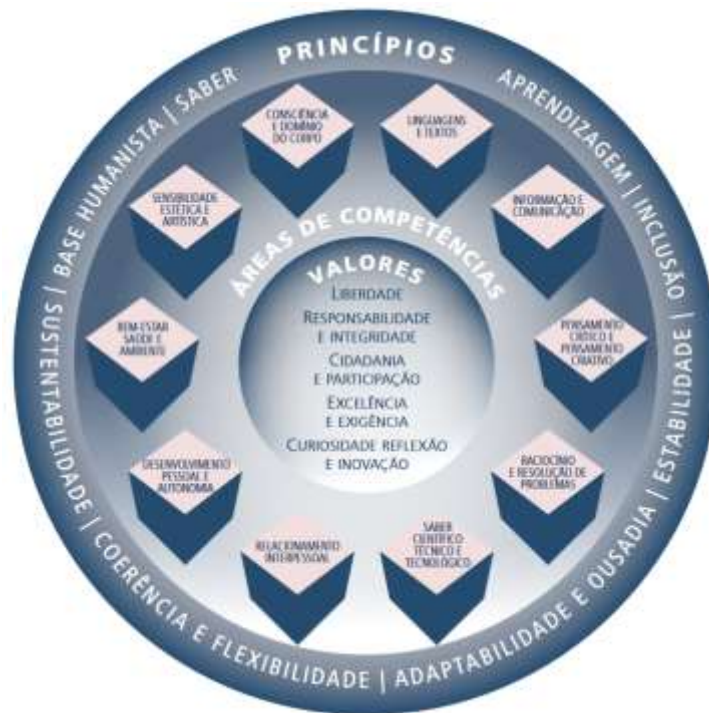 PRINCÍPIOS
BASE HUMANISTA | SABER
APRENDIZAGEM | INCLUSÃO
| ESTABILIDADE |
| ADAPTABILIDADE E OUSADIA |
COERÊNCIA E FLEXIBILIDADE
| SUSTENTABILIDADE |
ÁREAS DE COMPETÊNCIAS
LINGUAGENS
E TEXTOS
INFORMAÇÃO E
COMUNICAÇÃO
PENSAMENTO
CRÍTICO E
PENSAMENTO
CRIATIVO
RACIOCÍNIO
E RESOLUÇÃO DE
PROBLEMAS
SABER
CIENTÍFICO
TÉCNICO E
TECNOLÓGICO
RELACIONAMENTO
INTERPESSOAL
DESENVOLVIMENTO
PESSOAL E
AUTONOMIA
BEM-ESTAR
SAÚDE E
AMBIENTE
SENSIBILIDADE
ESTÉTICA E
ARTÍSTICA
CONSCIÊNCIA
E DOMÍNIO
DO CORPO
VALORES
LIBERDADE
RESPONSABILIDADE
E INTEGRIDADE
CIDADANIA
E PARTICIPAÇÃO
EXCELÊNCIA
E EXIGÊNCIA
CURIOSIDADE REFLEXÃO
E INOVAÇÃO